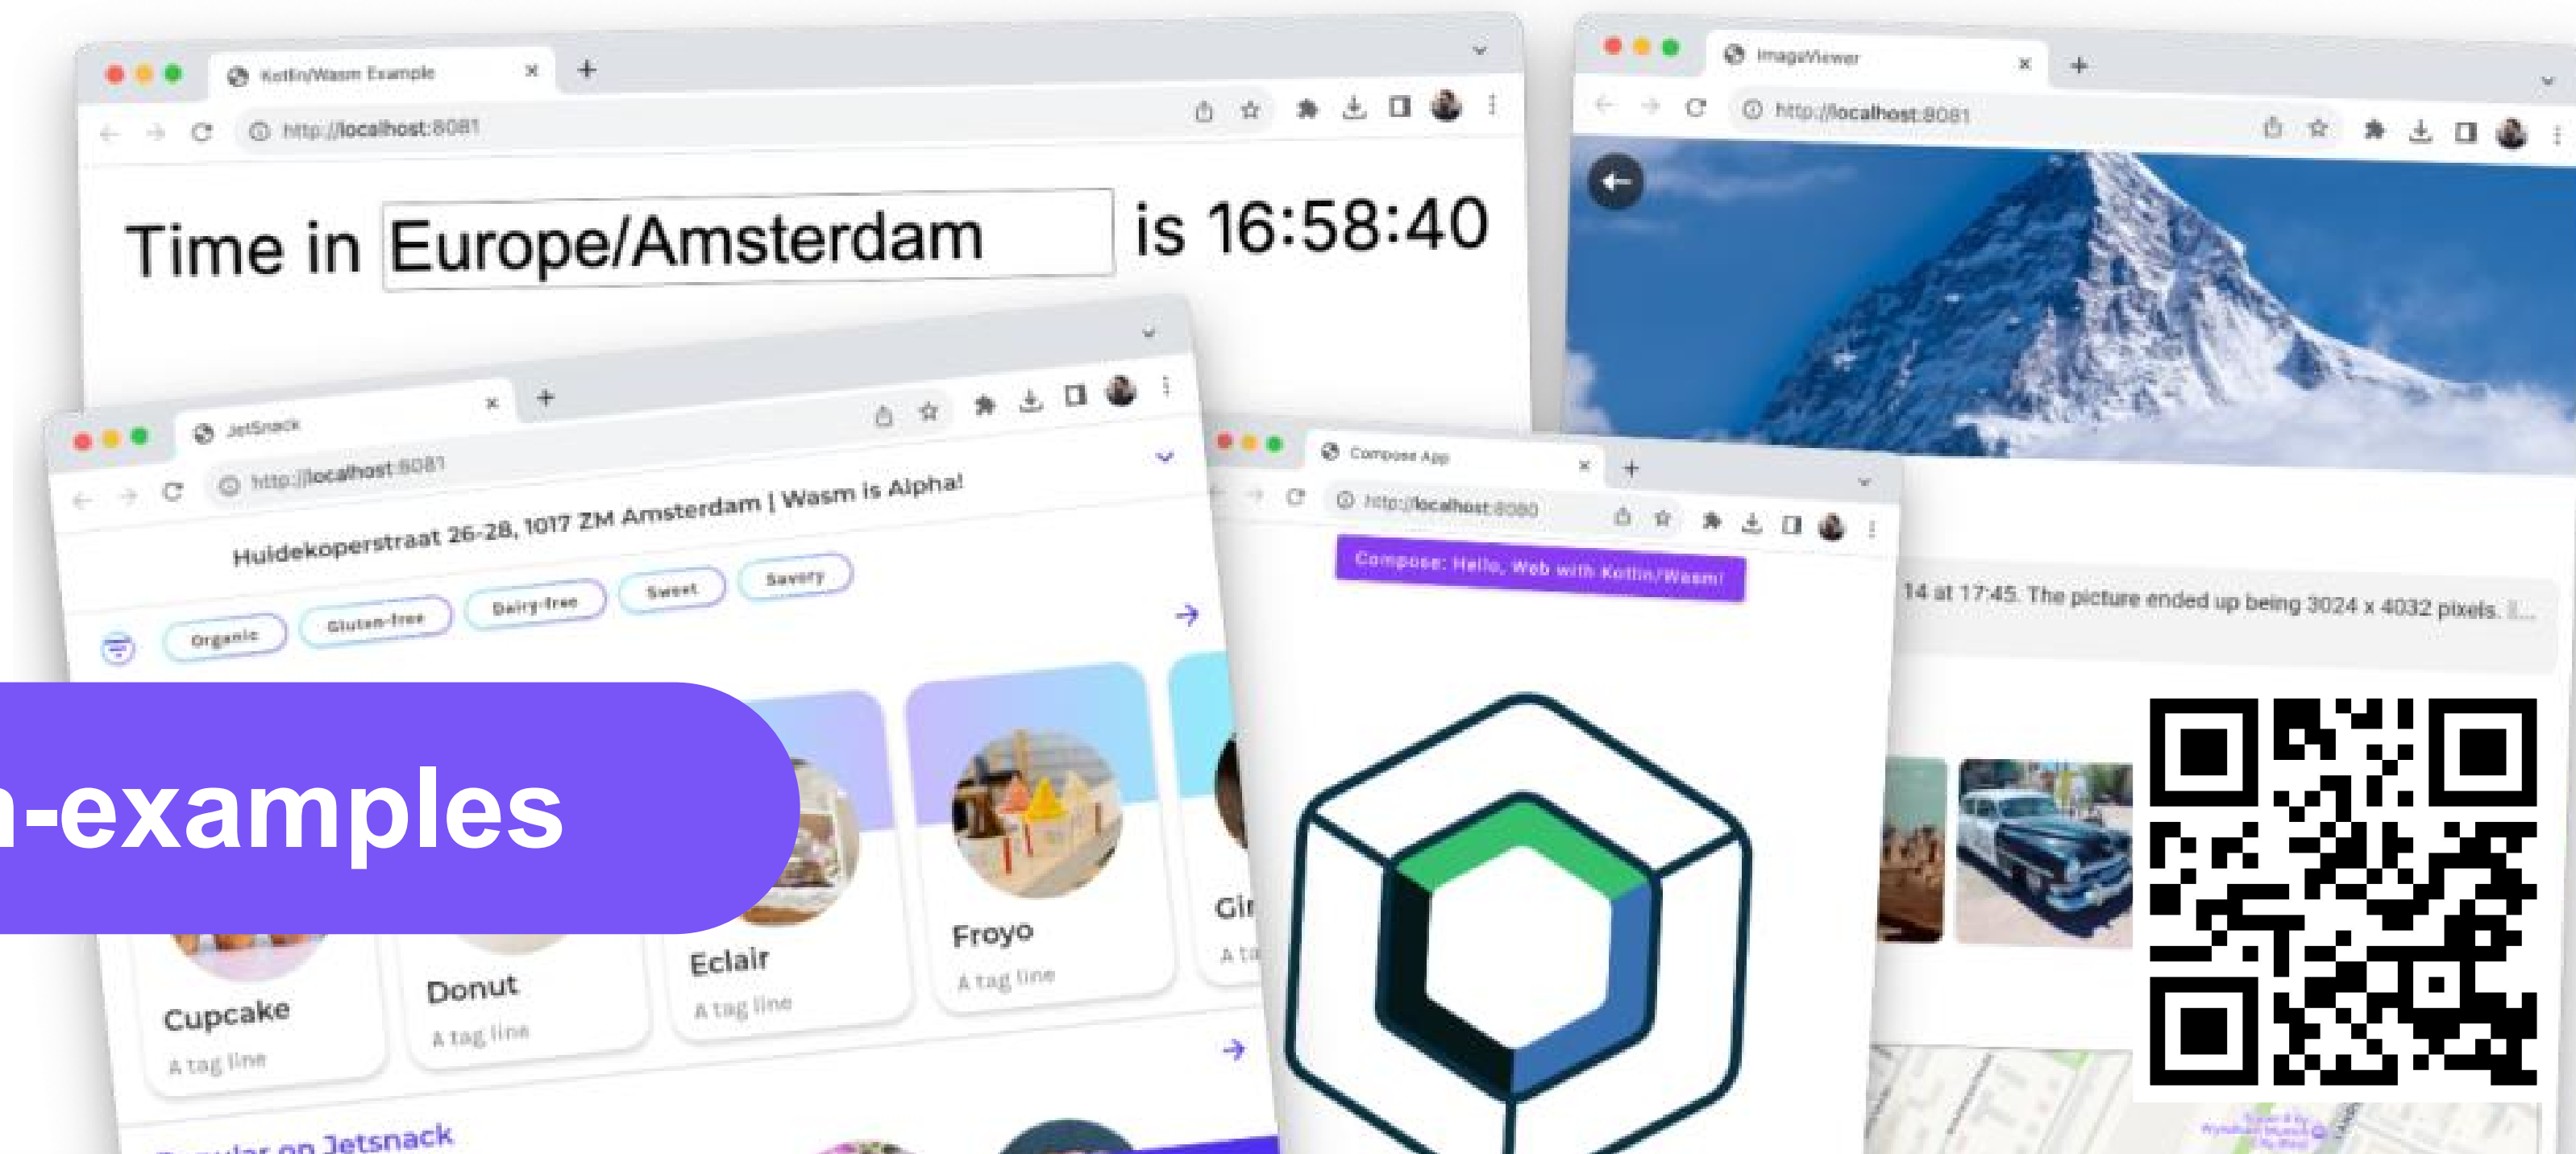 Kotlin/Wasm Example
http://localhost:8081
Time in Europe/Amsterdam is 16:58:40
ImageViewer
http://localhost:8081
JetSnack
http://localhost:8081
Huidekoperstraat 26-28, 1017 ZM Amsterdam | Wasm is Alpha!
Organic Gluten-free Dairy-free Sweet Savory
n-examples
Cupcake
A tag line
Donut
A tag line
Eclair
A tag line
Froyo
A tag line
Gir
A ta
Popular on Jetsnack
Compose App
http://localhost:8080
Compose: Hello, Web with Kotlin/Wasm!
14 at 17:45. The picture ended up being 3024 x 4032 pixels.